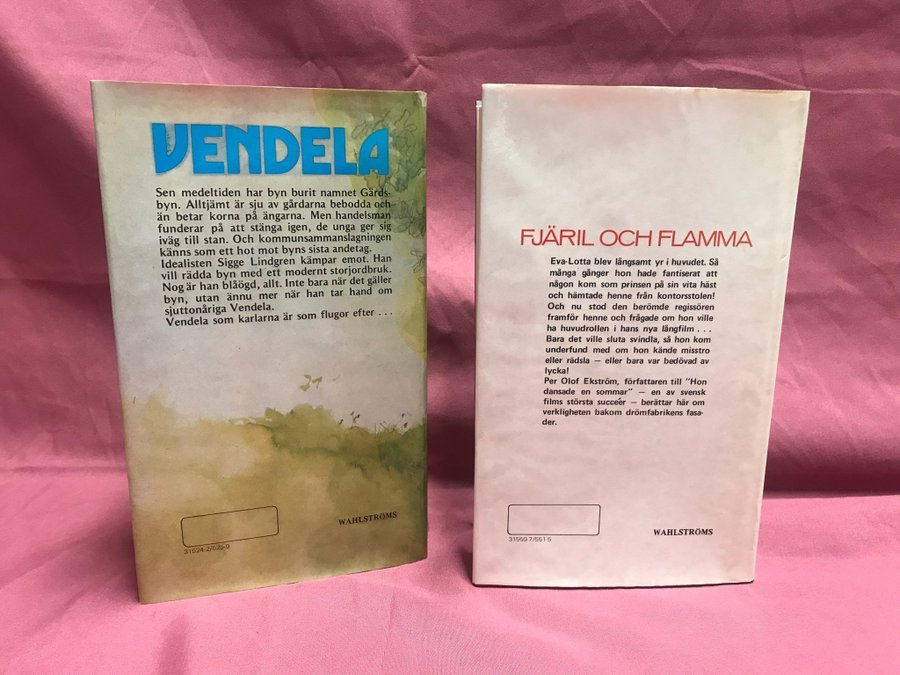 VENDELA
Sen medeltiden har byn burit namnet Gärds-
byn. Alltjämt är sju av gårdarna bebodda och
än betar korna på ängarna. Men handelsman
funderar på att stänga igen, de unga ger sig
iväg till stan. Och kommunsammanslagningen
känns som ett hot mot byns sista andetag.
Idealisten Sigge Lindgren kämpar emot. Han
vill rädda byn med ett modernt storjordbruk.
Nog är han blåögd, allt. Inte bara när det gäller
byn, utan ännu mer när han tar hand om
sjuttonåriga Vendela.
Vendela som karlarna är som flugor efter . . .
WAHLSTRÖMS
31524-2/525-9
FJÄRIL OCH FLAMMA
Eva-Lotta blev långsamt yr i huvudet. Så
många gånger hon hade fantiserat att
någon kom som prinsen på sin vita häst
och hämtade henne från kontorsstolen!
Och nu stod den berömde regissören
framför henne och frågade om hon ville
ha huvudrollen i hans nya långfilm . . .
Bara det ville sluta svindla, så hon kom
underfund med om hon kände misstro
eller rädsla – eller bara var bedövad av
lycka!
Per Olof Ekström, författaren till "Hon
dansade en sommar" – en av svensk
films största succéer – berättar här om
verkligheten bakom drömfabrikens fasa-
der.
31550-7/551-5
WAHLSTRÖMS